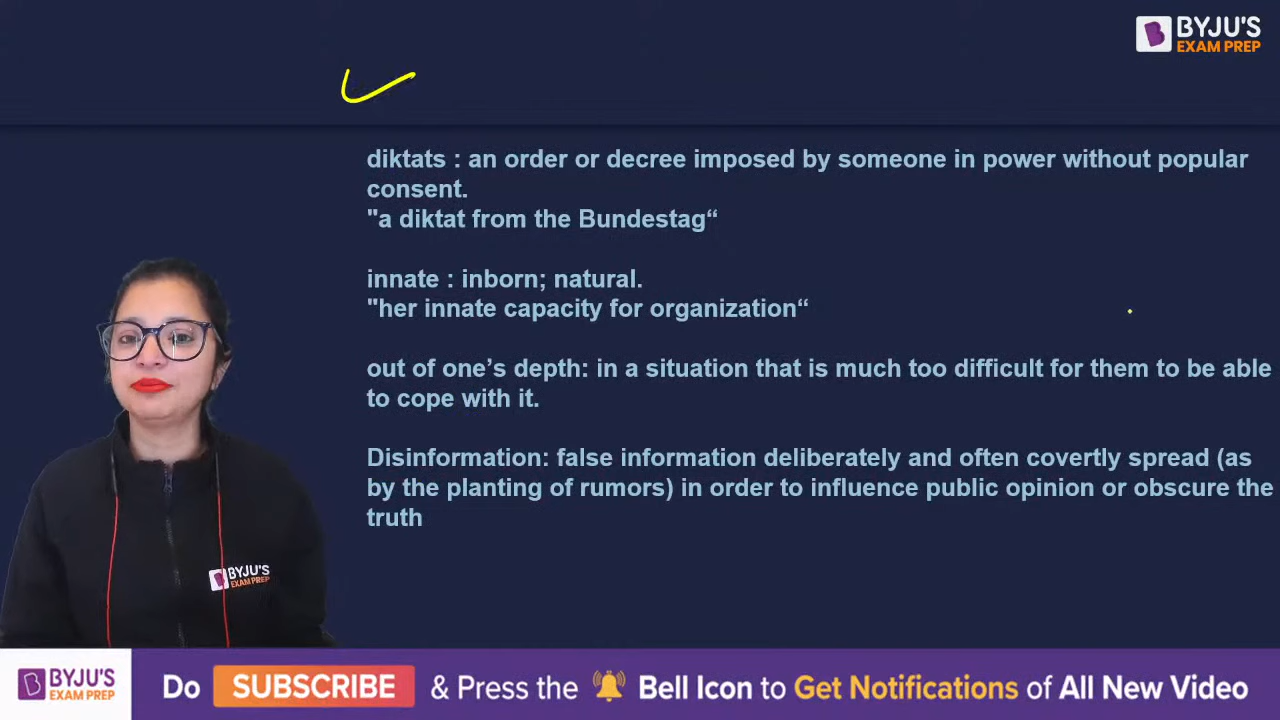 BYJU'S
EXAM PREP
diktats : an order or decree imposed by someone in power without popular
consent.
"a diktat from the Bundestag“
innate : inborn; natural.
"her innate capacity for organization“
out of one’s depth: in a situation that is much too difficult for them to be able
to cope with it.
Disinformation: false information deliberately and often covertly spread (as
by the planting of rumors) in order to influence public opinion or obscure the
truth
BYJU'S
EXAM PREP
BYJU'S
EXAM PREP
Do SUBSCRIBE & Press the Bell Icon to Get Notifications of All New Video